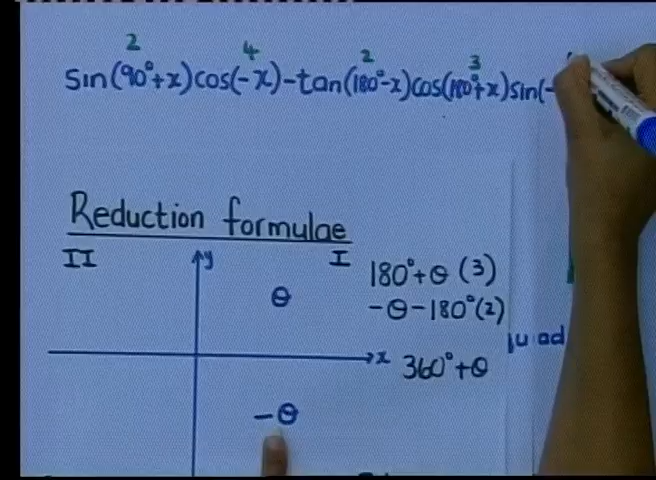 2 4 2 3
sin(90°+x)cos(-x)-tan(180°-x)cos(180°+x)sin(-
Reduction formulae
II I
y
180°+θ (3)
θ
-θ-180°(2)
x
360°+θ
-θ